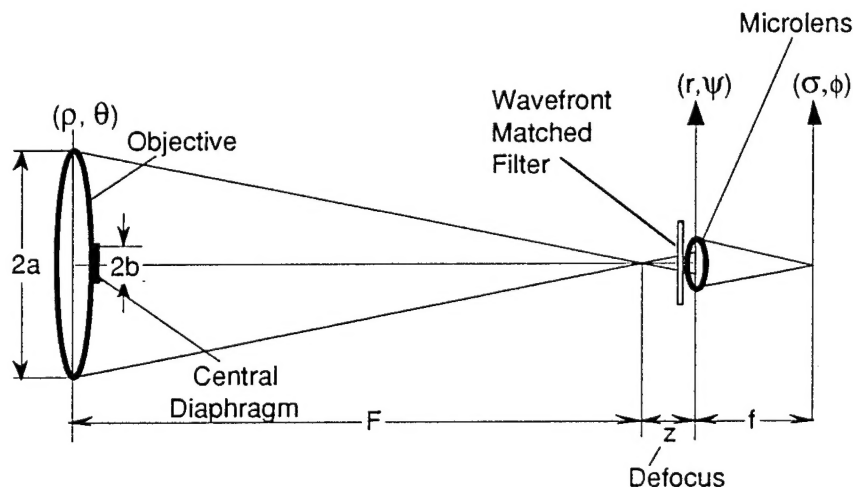 Microlens
(ρ, θ)
Objective
Wavefront
Matched
Filter
(r,ψ)
(σ,ϕ)
2a
2b
Central
Diaphragm
F
z
f
Defocus